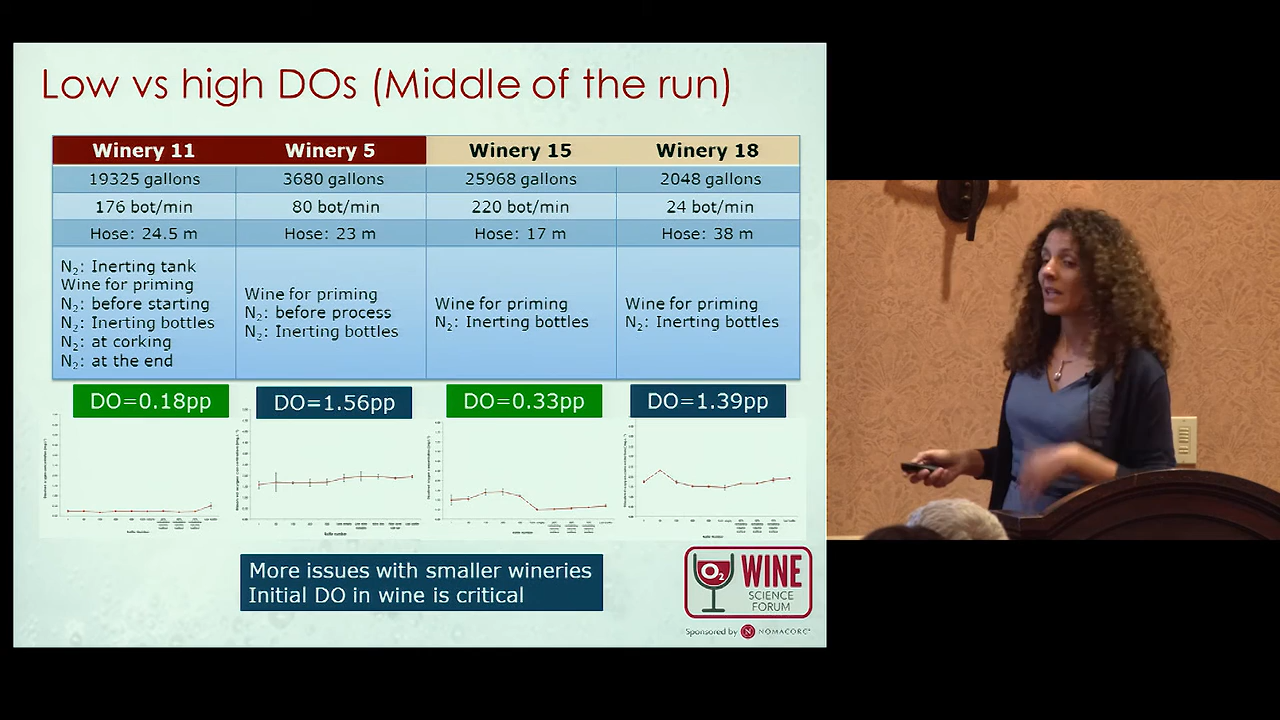 Low vs high DOs (Middle of the run)
Winery 11
Winery 5
Winery 15
Winery 18
19325 gallons
3680 gallons
25968 gallons
2048 gallons
176 bot/min
80 bot/min
220 bot/min
24 bot/min
Hose: 24.5 m
Hose: 23 m
Hose: 17 m
Hose: 38 m
N₂: Inerting tank
Wine for priming
N₂: before starting
N₂: Inerting bottles
N₂: at corking
N₂: at the end
Wine for priming
N₂: before process
N₂: Inerting bottles
Wine for priming
N₂: Inerting bottles
Wine for priming
N₂: Inerting bottles
DO=0.18pp
DO=1.56pp
DO=0.33pp
DO=1.39pp
More issues with smaller wineries
Initial DO in wine is critical
O₂
WINE
SCIENCE
FORUM
Sponsored by N NOMACORC